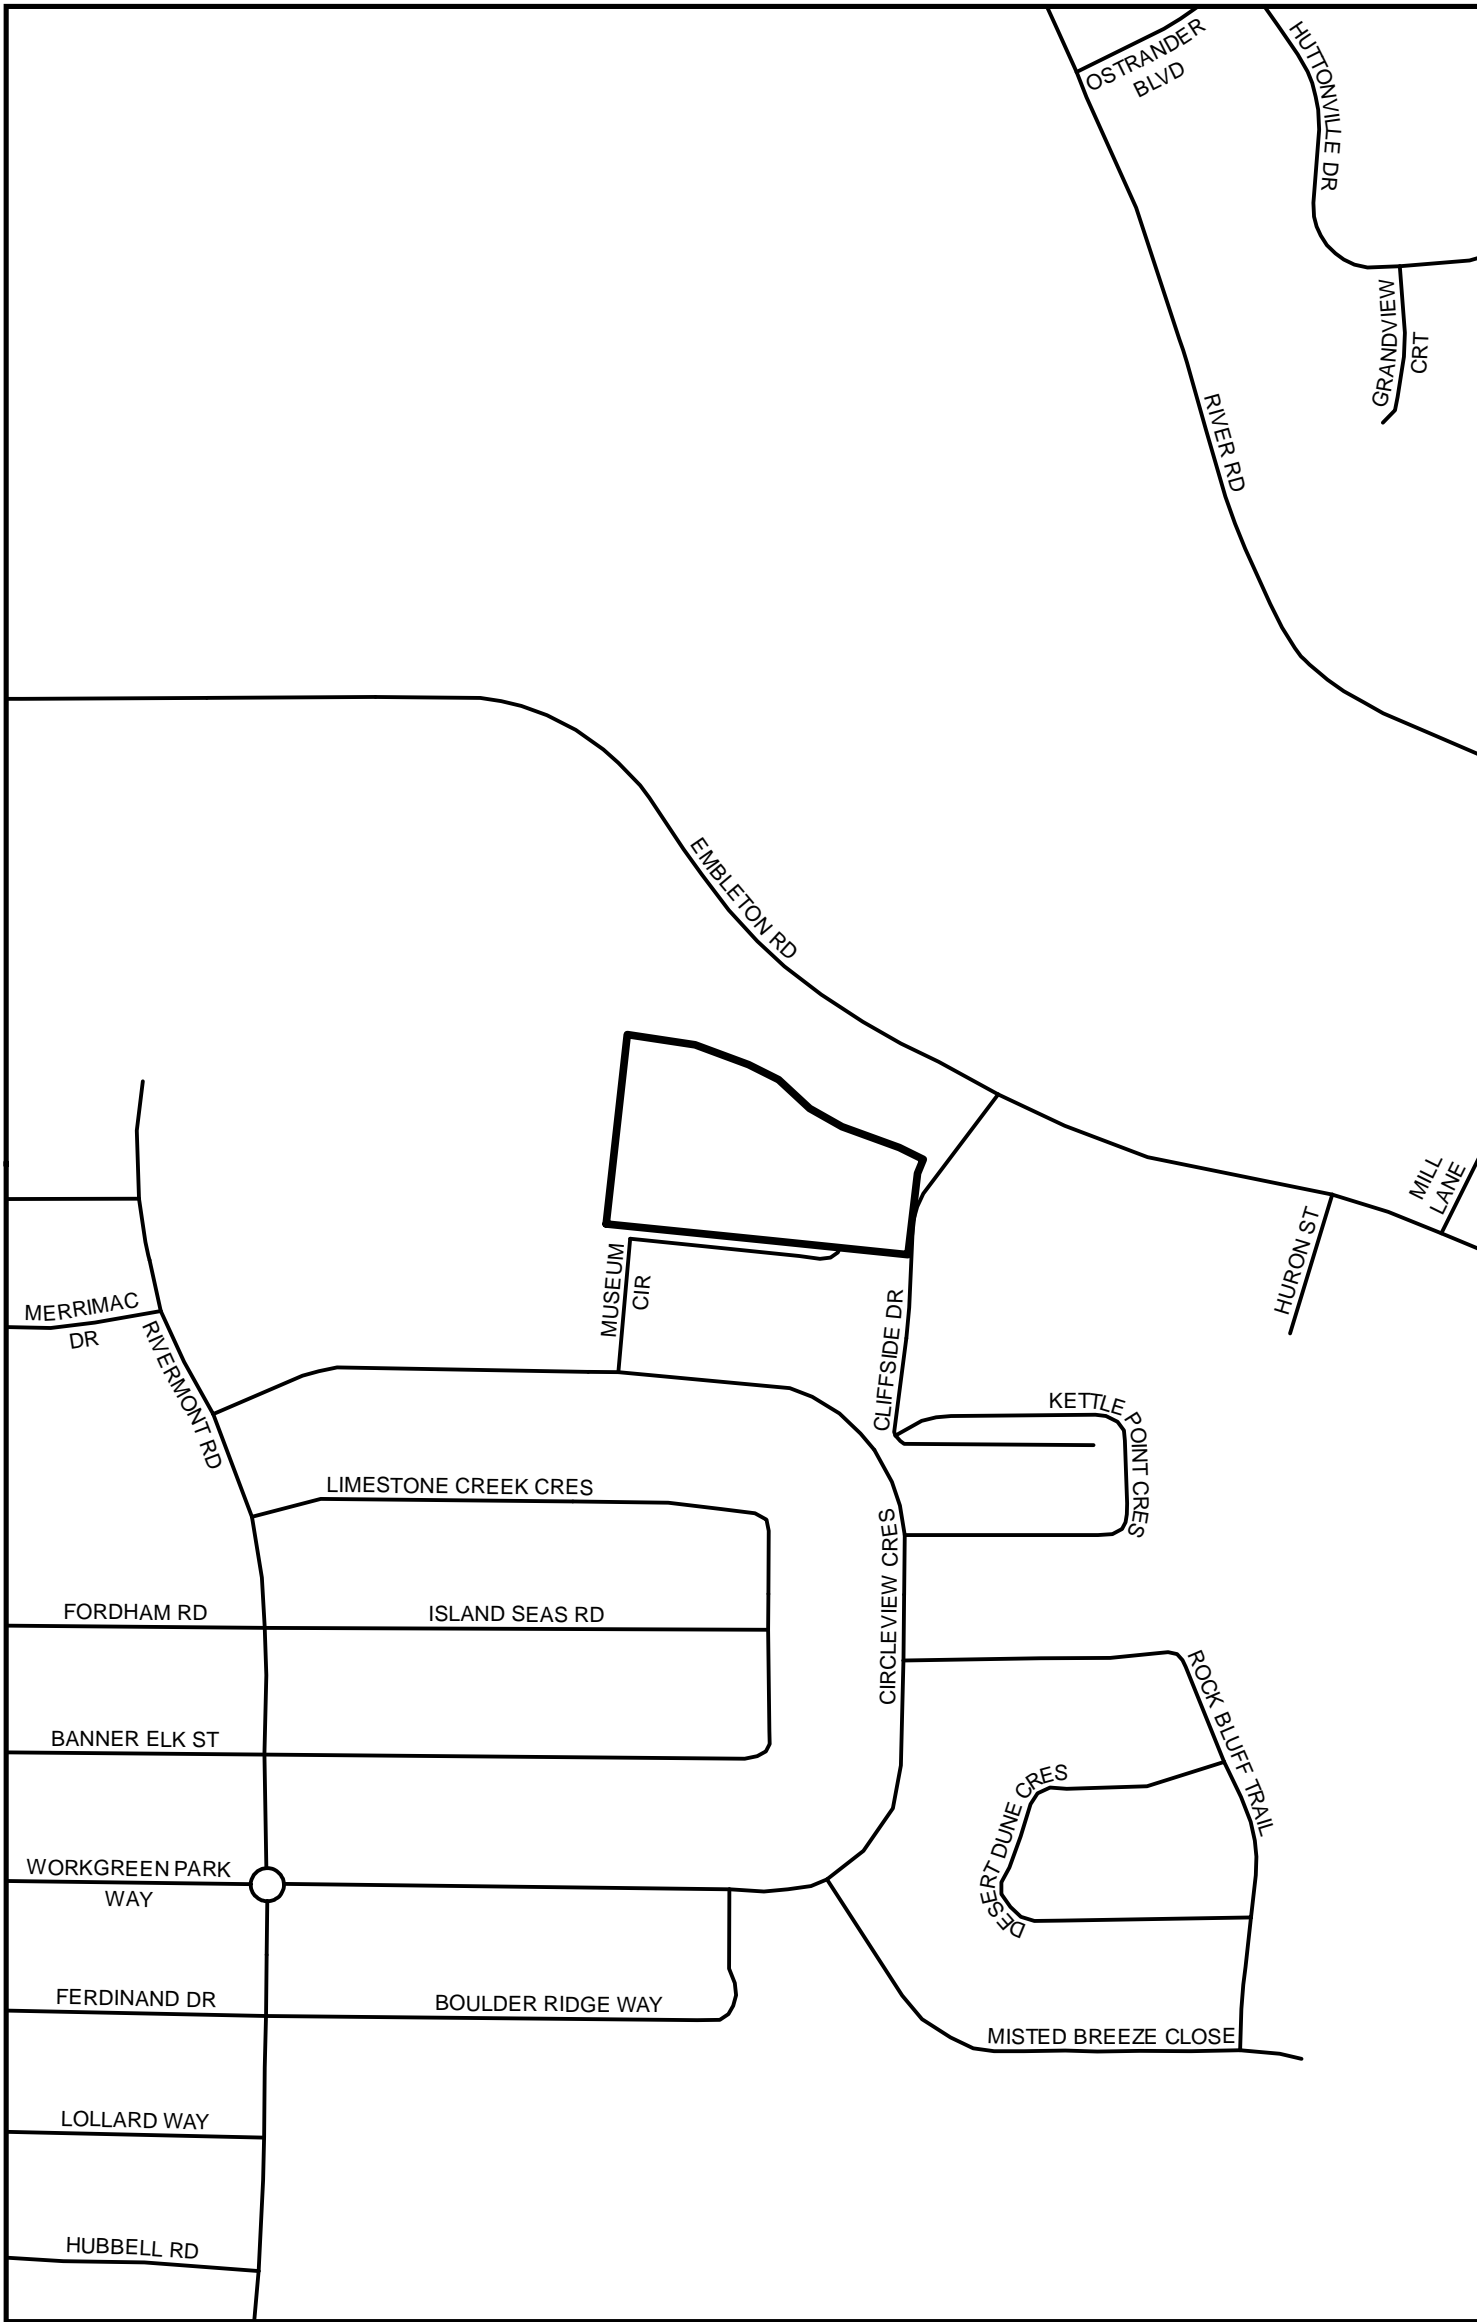 OSTRANDER
BLVD
HUTTONVILLE DR
GRANDVIEW
CRT
RIVER RD
EMBLETON RD
MILL
LANE
HURON ST
MUSEUM
CIR
MERRIMAC
DR
CLIFFSIDE DR
RIVERMONT RD
KETTLE POINT CRES
LIMESTONE CREEK CRES
CIRCLEVIEW CRES
FORDHAM RD
ISLAND SEAS RD
ROCK BLUFF TRAIL
BANNER ELK ST
DESERT DUNE CRES
WORKGREEN PARK
WAY
FERDINAND DR
BOULDER RIDGE WAY
MISTED BREEZE CLOSE
LOLLARD WAY
HUBBELL RD